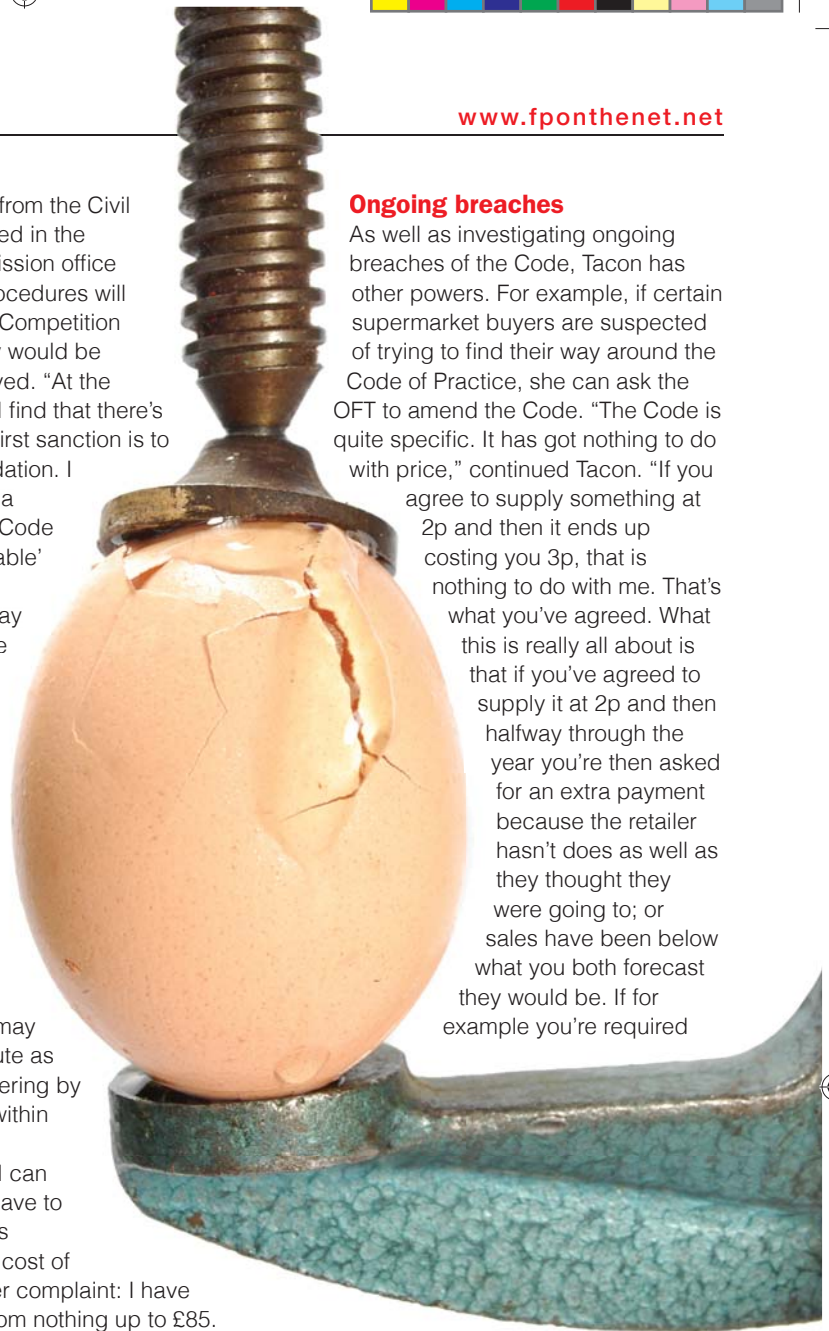 www.fponthenet.net
from the Civil
ed in the
ission office
ocedures will
Competition
would be
ved. “At the
I find that there’s
irst sanction is to
dation. I
a
Code
able’
ay
e
may
ute as
ering by
within
I can
ave to
s
cost of
er complaint: I have
om nothing up to £85.
Ongoing breaches
As well as investigating ongoing
breaches of the Code, Tacon has
other powers. For example, if certain
supermarket buyers are suspected
of trying to find their way around the
Code of Practice, she can ask the
OFT to amend the Code. “The Code is
quite specific. It has got nothing to do
with price,” continued Tacon. “If you
agree to supply something at
2p and then it ends up
costing you 3p, that is
nothing to do with me. That’s
what you’ve agreed. What
this is really all about is
that if you’ve agreed to
supply it at 2p and then
halfway through the
year you’re then asked
for an extra payment
because the retailer
hasn’t does as well as
they thought they
were going to; or
sales have been below
what you both forecast
they would be. If for
example you’re required